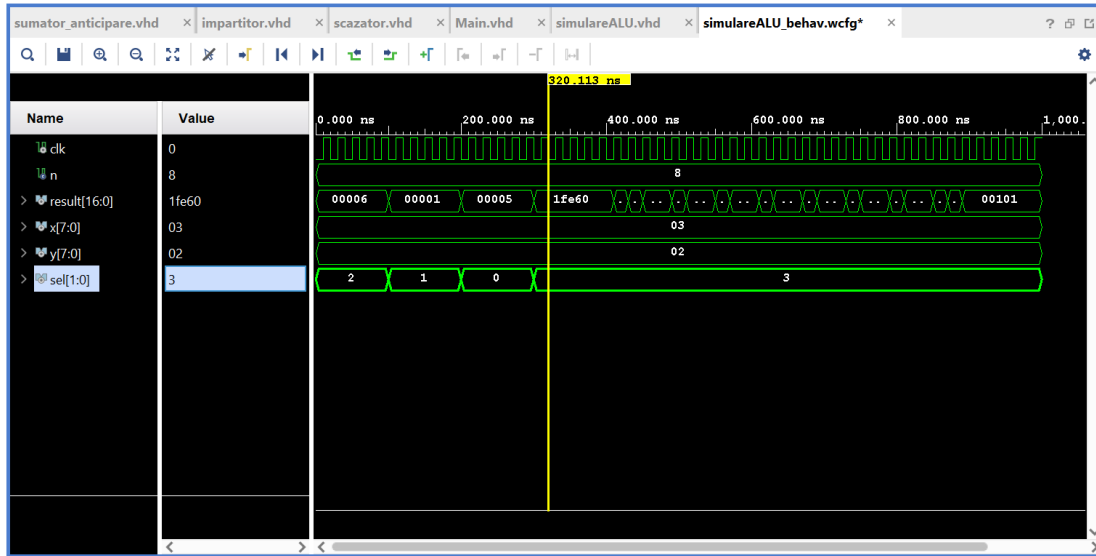 sumator_anticipare.vhd × impartitor.vhd × scazator.vhd × Main.vhd × simulareALU.vhd × simulareALU_behav.wcfg* × ?
320.113 ns
Name Value 0.000 ns 200.000 ns 400.000 ns 600.000 ns 800.000 ns 1,000.
clk 0
n 8 8
result[16:0] 1fe60 00006 00001 00005 1fe60 . . .. . .. . .. . .. . .. . .. . . 00101
x[7:0] 03 03
y[7:0] 02 02
sel[1:0] 3 2 1 0 3